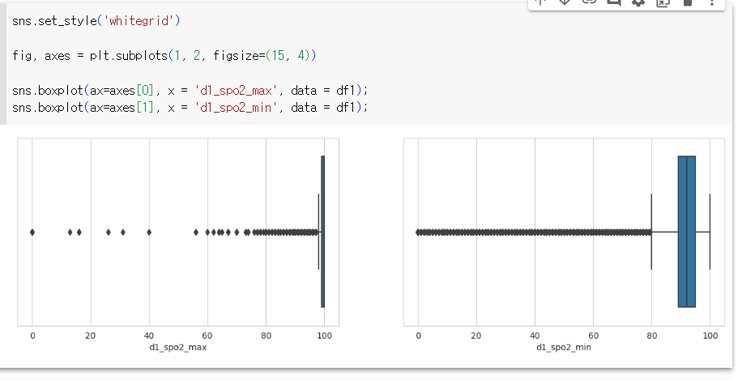 sns.set_style('whitegrid')
fig, axes = plt.subplots(1, 2, figsize=(15, 4))
sns.boxplot(ax=axes[0], x = 'd1_spo2_max', data = df1);
sns.boxplot(ax=axes[1], x = 'd1_spo2_min', data = df1);
0 20 40 60 80 100
d1_spo2_max
0 20 40 60 80 100
d1_spo2_min